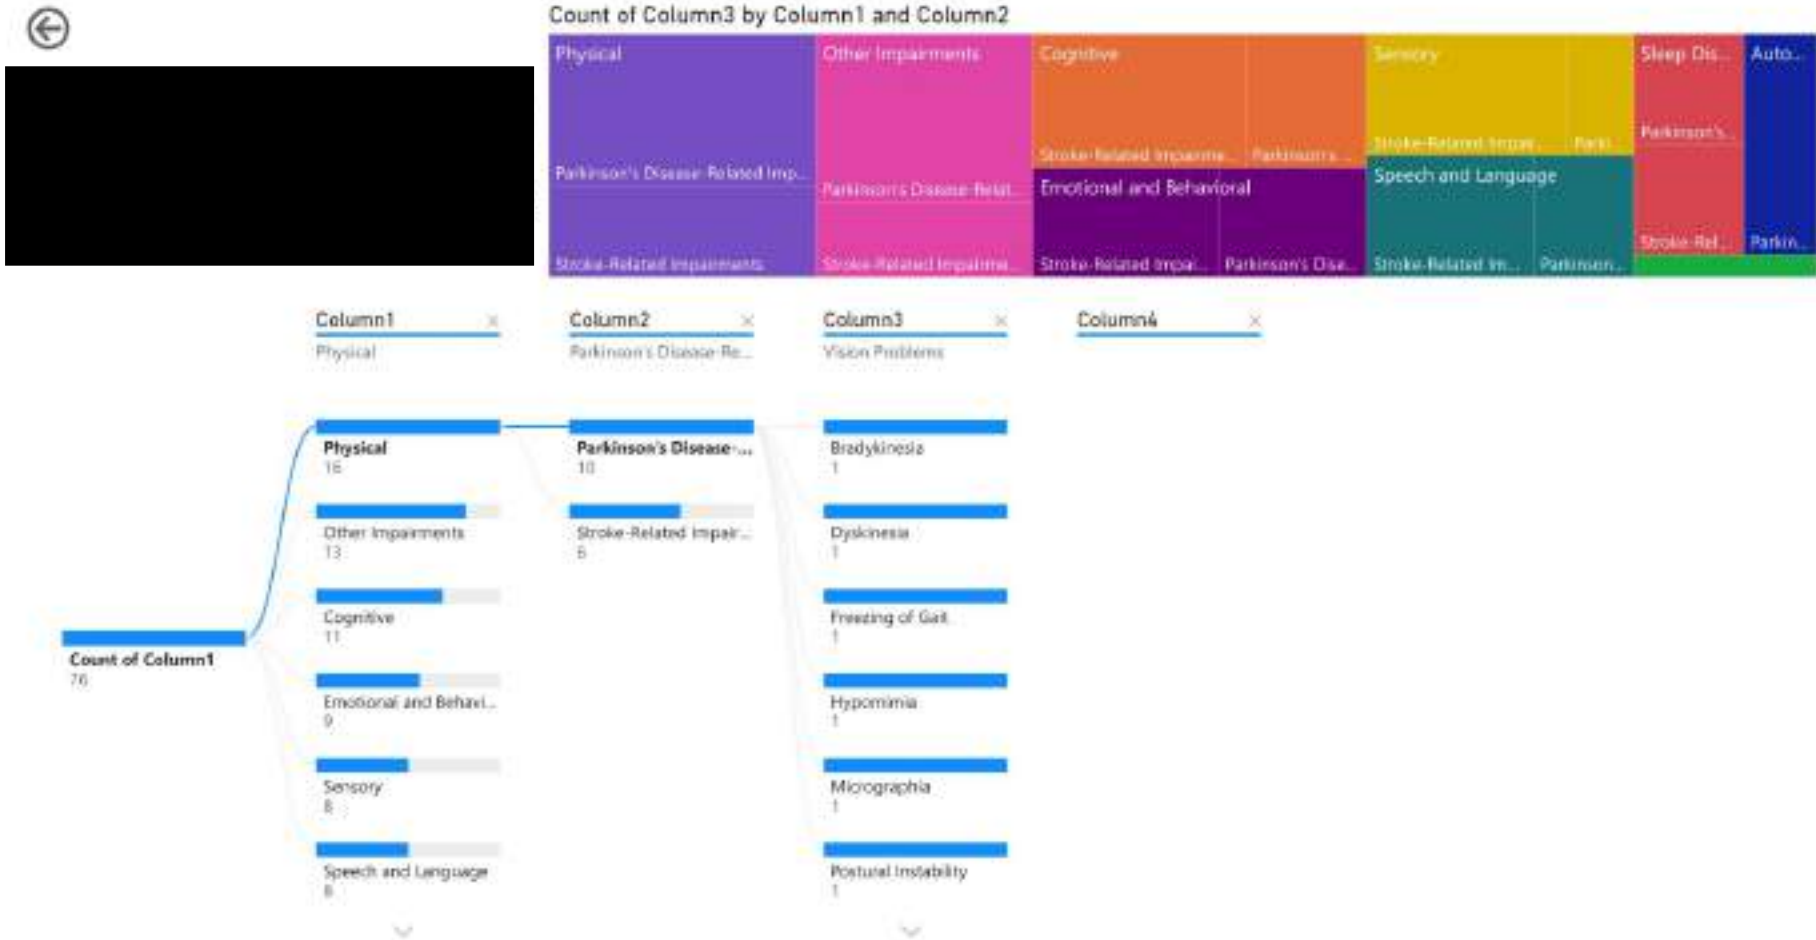 Count of Column3 by Column1 and Column2
Physical
Other Impairments
Cognitive
Sensory
Sleep Dis...
Auto...
Parkinson's Disease-Related Imp...
Stroke-Related Impairments
Parkinson's Disease-Relat...
Stroke-Related Impairme...
Stroke-Related Impairme...
Parkinson's ...
Emotional and Behavioral
Stroke-Related Impai...
Parkinson's Dise...
Stroke-Related Impair...
Parki...
Speech and Language
Stroke-Related Im...
Parkinson...
Parkinson's...
Stroke-Rel...
Parkin...
Column1
Physical
Column2
Parkinson's Disease-Re...
Column3
Vision Problems
Column4
Count of Column1
76
Physical
16
Other Impairments
13
Cognitive
11
Emotional and Behavi...
9
Sensory
8
Speech and Language
8
Parkinson's Disease-...
10
Stroke-Related Impair...
6
Bradykinesia
1
Dyskinesia
1
Freezing of Gait
1
Hypomimia
1
Micrographia
1
Postural Instability
1